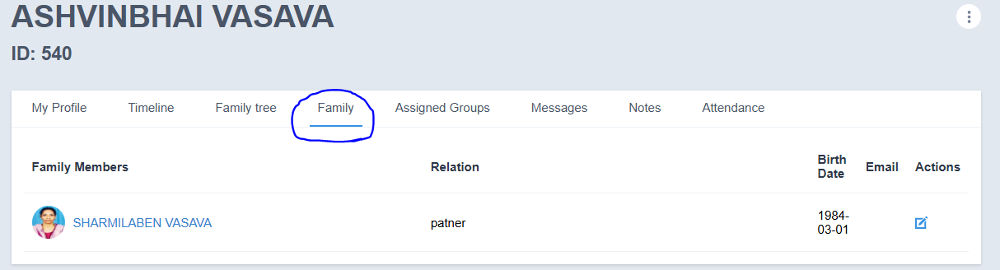 ASHVINBHAI VASAVA
ID: 540
My Profile Timeline Family tree Family Assigned Groups Messages Notes Attendance
Family Members Relation Birth Date Email Actions
SHARMILABEN VASAVA patner 1984-03-01